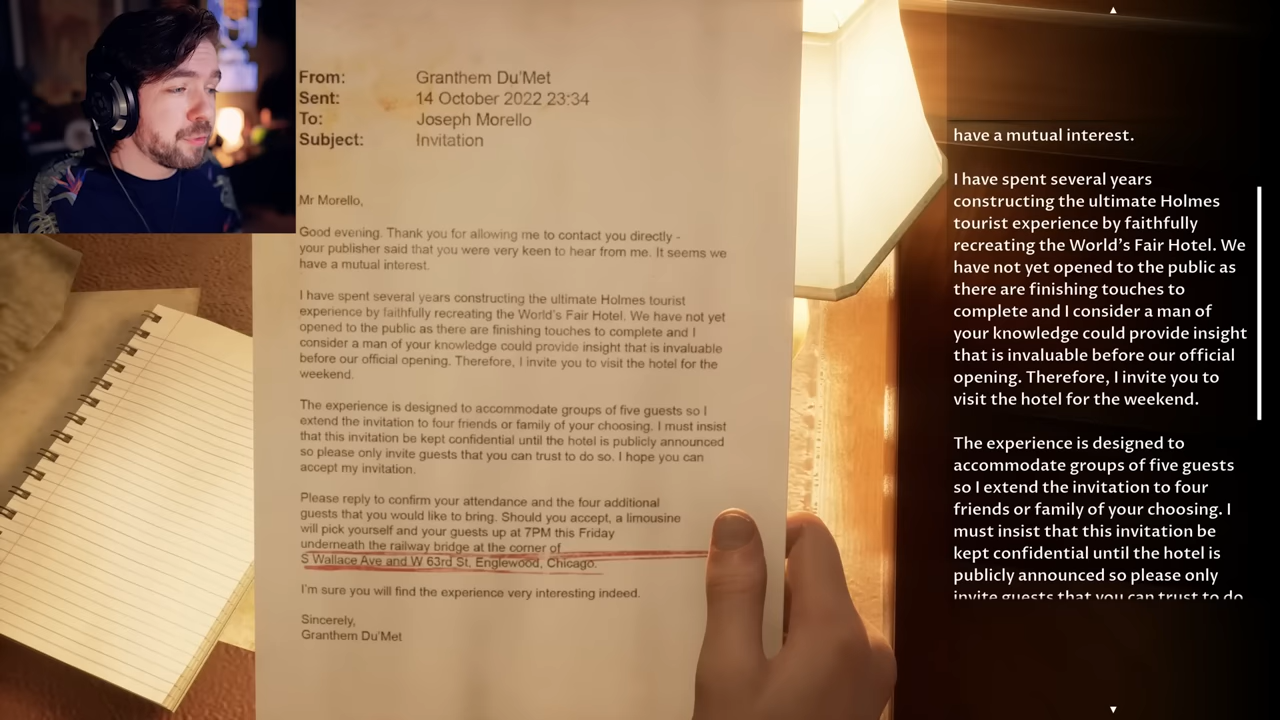 From: Granthem Du'Met
Sent: 14 October 2022 23:34
To: Joseph Morello
Subject: Invitation
Mr Morello,
Good evening. Thank you for allowing me to contact you directly -
your publisher said that you were very keen to hear from me. It seems we
have a mutual interest.
I have spent several years constructing the ultimate Holmes tourist
experience by faithfully recreating the World's Fair Hotel. We have not yet
opened to the public as there are finishing touches to complete and I
consider a man of your knowledge could provide insight that is invaluable
before our official opening. Therefore, I invite you to visit the hotel for the
weekend.
The experience is designed to accommodate groups of five guests so I
extend the invitation to four friends or family of your choosing. I must insist
that this invitation be kept confidential until the hotel is publicly announced
so please only invite guests that you can trust to do so. I hope you can
accept my invitation.
Please reply to confirm your attendance and the four additional
guests that you would like to bring. Should you accept, a limousine
will pick yourself and your guests up at 7PM this Friday
underneath the railway bridge at the corner of
S Wallace Ave and W 63rd St, Englewood, Chicago.
I'm sure you will find the experience very interesting indeed.
Sincerely,
Granthem Du'Met
have a mutual interest.
I have spent several years
constructing the ultimate Holmes
tourist experience by faithfully
recreating the World's Fair Hotel. We
have not yet opened to the public as
there are finishing touches to
complete and I consider a man of
your knowledge could provide insight
that is invaluable before our official
opening. Therefore, I invite you to
visit the hotel for the weekend.
The experience is designed to
accommodate groups of five guests
so I extend the invitation to four
friends or family of your choosing. I
must insist that this invitation be
kept confidential until the hotel is
publicly announced so please only
invite guests that you can trust to do